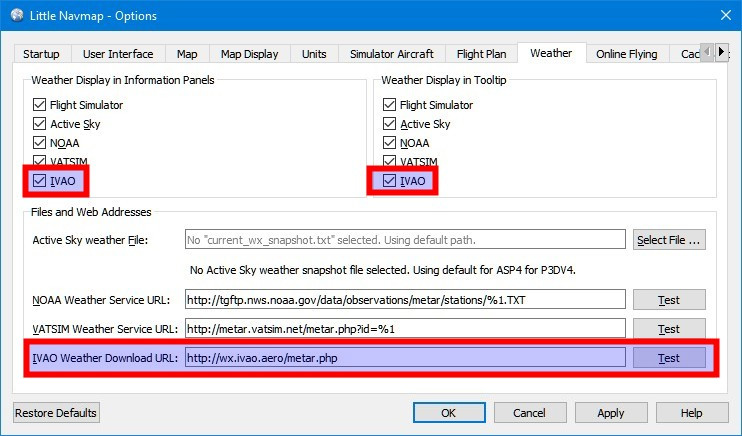 Little Navmap - Options
Startup User Interface Map Map Display Units Simulator Aircraft Flight Plan Weather Online Flying
Weather Display in Information Panels Weather Display in Tooltip
Flight Simulator Flight Simulator
Active Sky Active Sky
NOAA NOAA
VATSIM VATSIM
IVAO IVAO
Files and Web Addresses
Active Sky weather File: No "current_wx_snapshot.txt" selected. Using default path. Select File ...
No Active Sky weather snapshot file selected. Using default for ASP4 for P3DV4.
NOAA Weather Service URL: http://tgftp.nws.noaa.gov/data/observations/metar/stations/%1.TXT Test
VATSIM Weather Service URL: http://metar.vatsim.net/metar.php?id=%1 Test
IVAO Weather Download URL: http://wx.ivao.aero/metar.php Test
Restore Defaults OK Cancel Apply Help